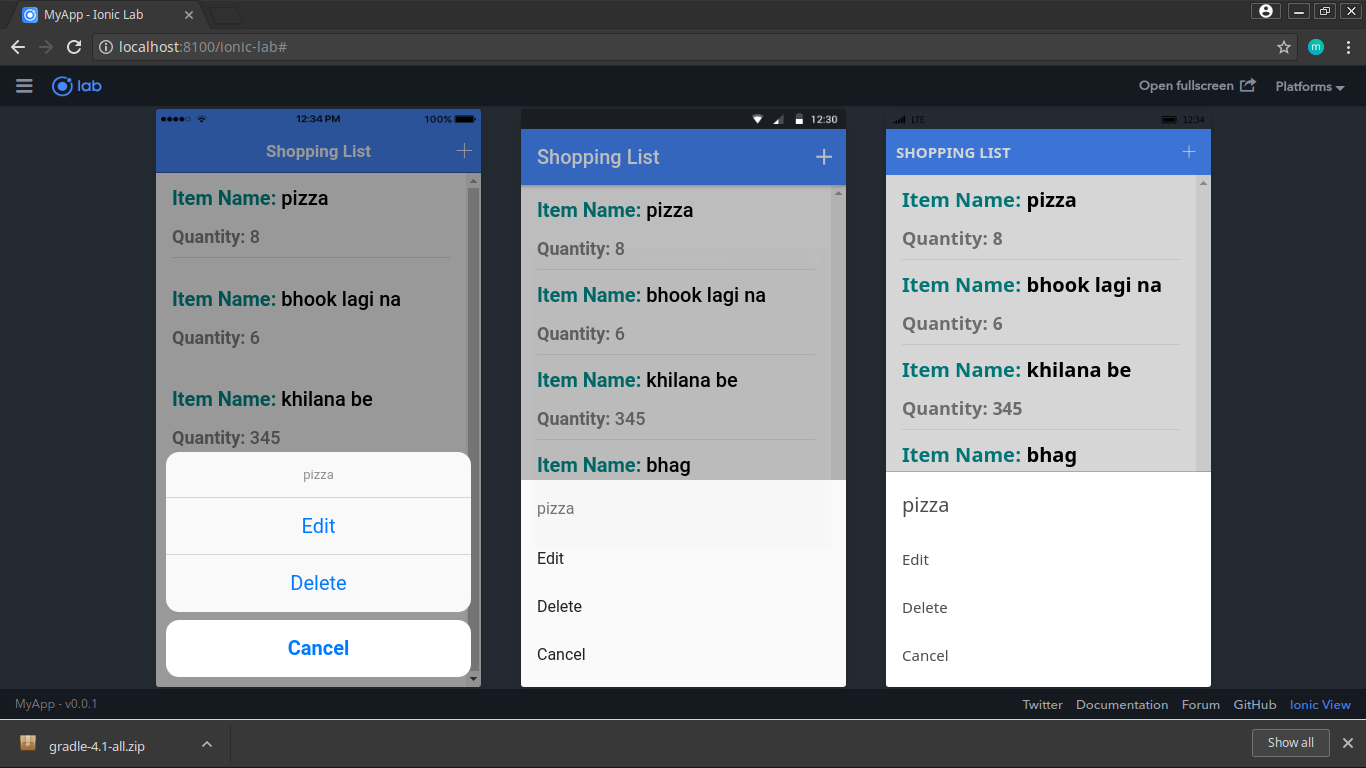 MyApp - Ionic Lab
localhost:8100/ionic-lab#
m
lab
Open fullscreen
Platforms
12:34 PM
100%
Shopping List
Item Name: pizza
Quantity: 8
Item Name: bhook lagi na
Quantity: 6
Item Name: khilana be
Quantity: 345
pizza
Edit
Delete
Cancel
12:30
Shopping List
Item Name: pizza
Quantity: 8
Item Name: bhook lagi na
Quantity: 6
Item Name: khilana be
Quantity: 345
Item Name: bhag
pizza
Edit
Delete
Cancel
LTE
12:34
SHOPPING LIST
Item Name: pizza
Quantity: 8
Item Name: bhook lagi na
Quantity: 6
Item Name: khilana be
Quantity: 345
Item Name: bhag
pizza
Edit
Delete
Cancel
MyApp - v0.0.1
Twitter Documentation Forum GitHub Ionic View
gradle-4.1-all.zip
Show all